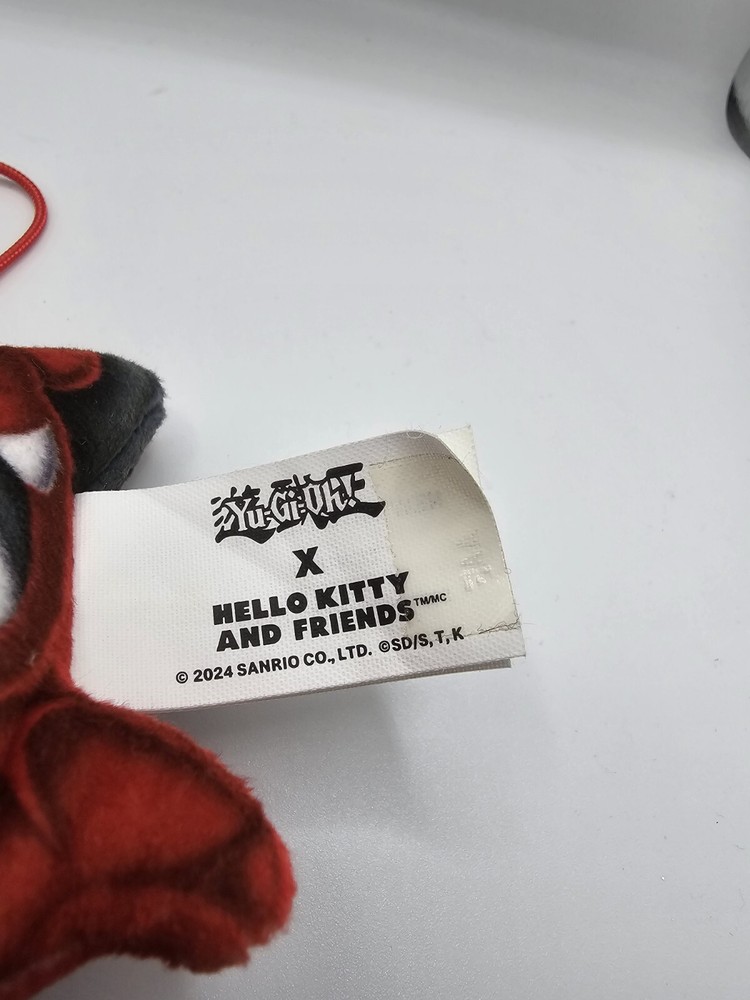 Yu-Gi-Oh!
X
HELLO KITTY
AND FRIENDS™/MC
© 2024 SANRIO CO., LTD. ©SD/S, T, K